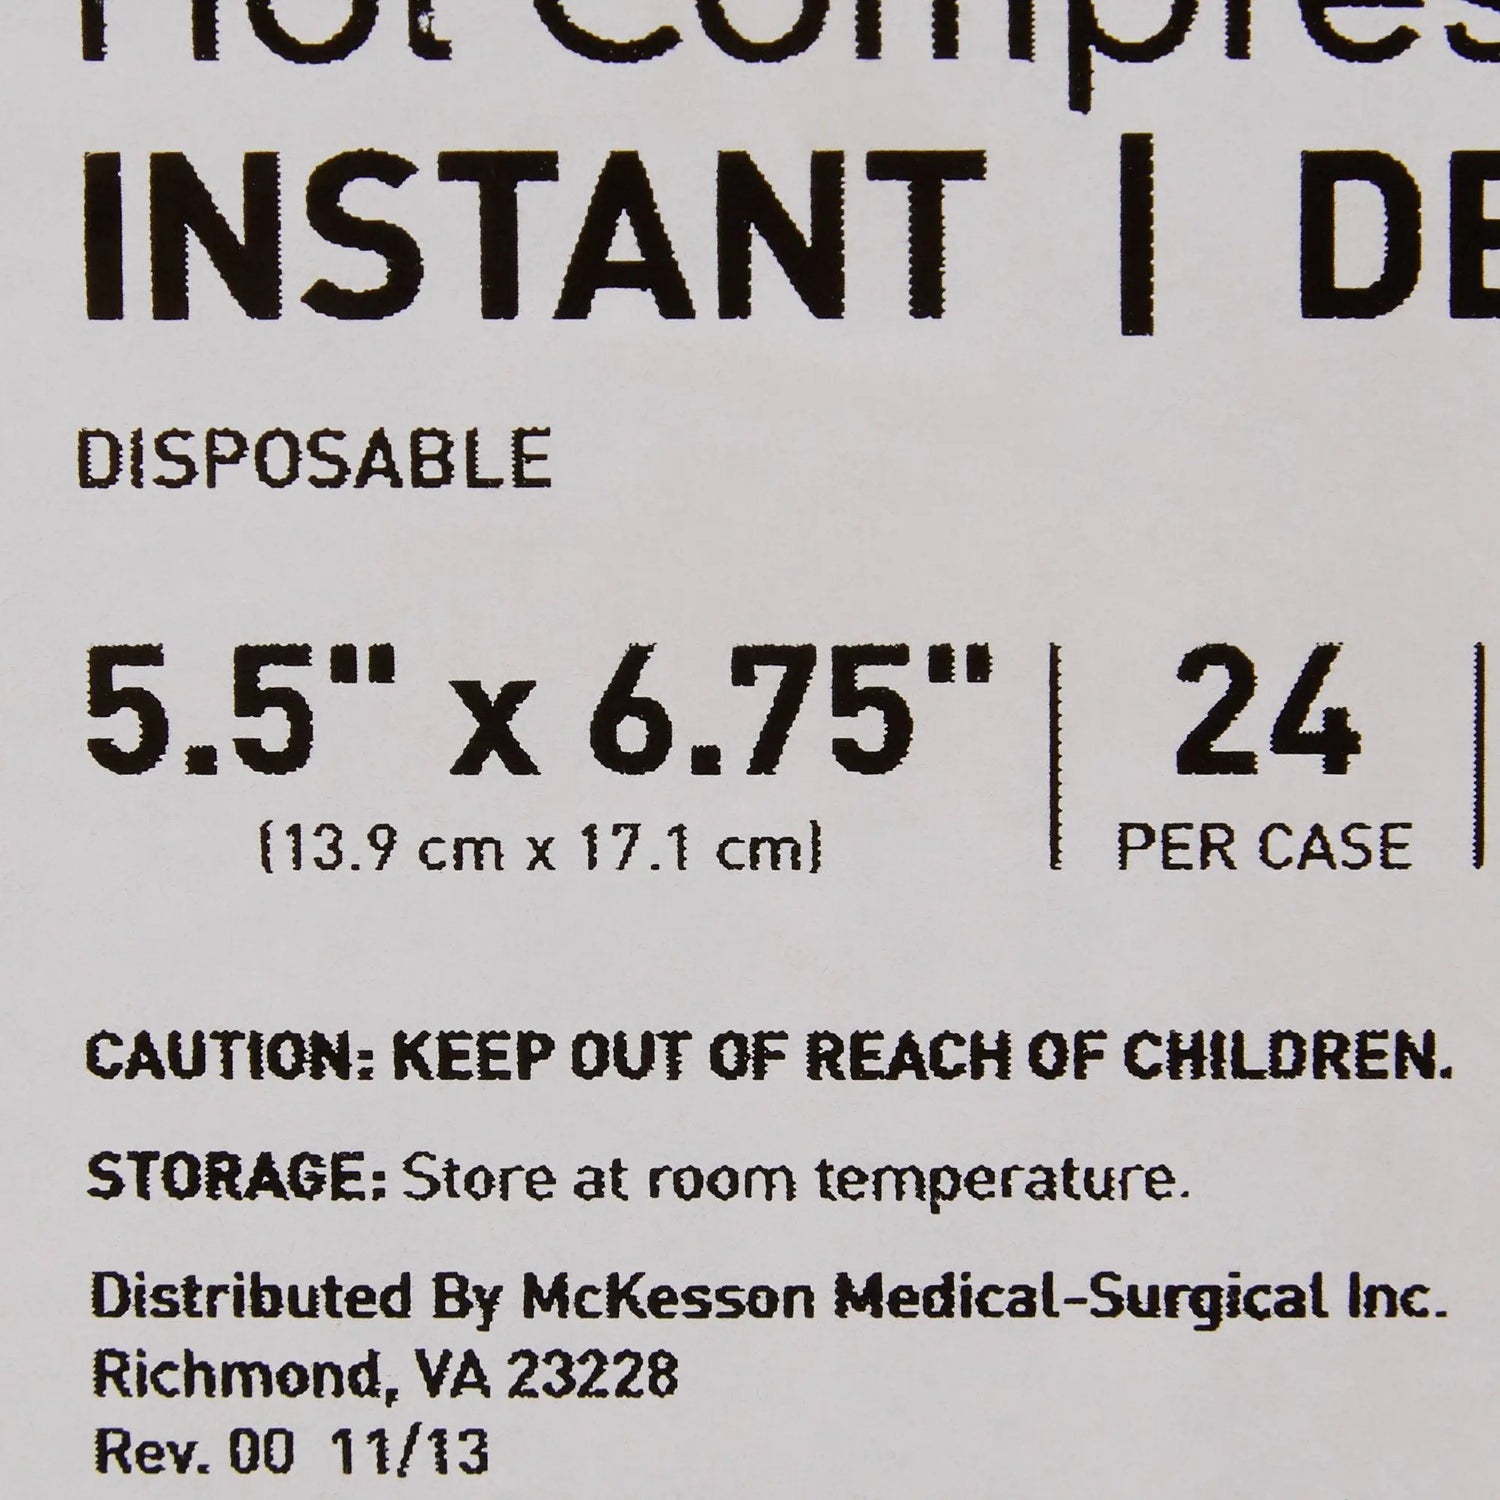 Hot Compres
INSTANT | DE
DISPOSABLE
5.5" x 6.75" | 24 |
(13.9 cm x 17.1 cm) PER CASE
CAUTION: KEEP OUT OF REACH OF CHILDREN.
STORAGE: Store at room temperature.
Distributed By McKesson Medical-Surgical Inc.
Richmond, VA 23228
Rev. 00 11/13